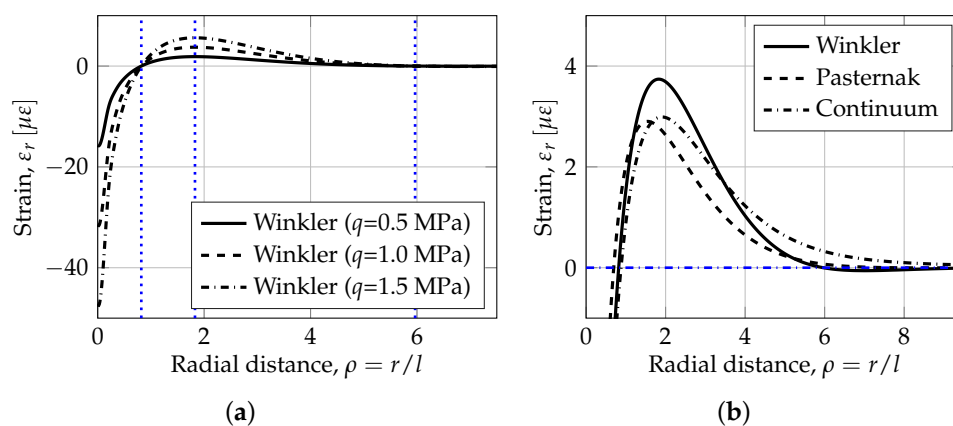 0
−20
−40
0
2
4
6
Strain, εr [με]
Radial distance, ρ = r/l
Winkler (q=0.5 MPa)
Winkler (q=1.0 MPa)
Winkler (q=1.5 MPa)
(a)
4
2
0
0
2
4
6
8
Strain, εr [με]
Radial distance, ρ = r/l
Winkler
Pasternak
Continuum
(b)